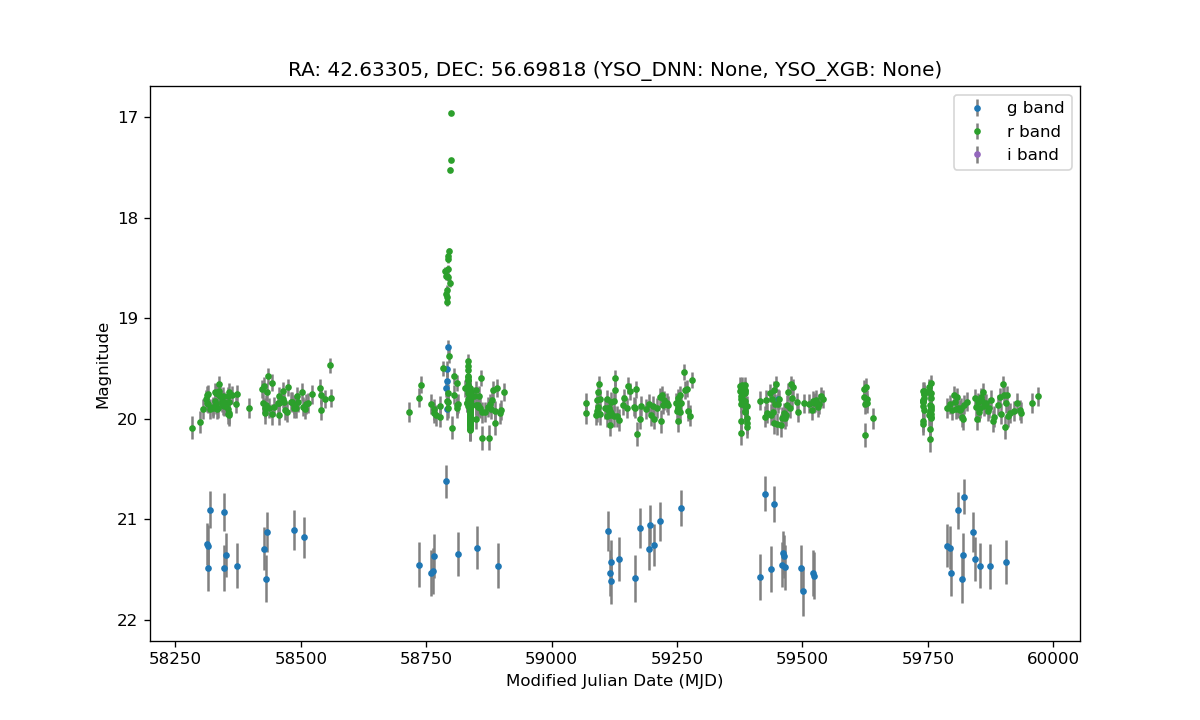 RA: 42.63305, DEC: 56.69818 (YSO_DNN: None, YSO_XGB: None)
g band
r band
i band
17
18
19
20
21
22
Magnitude
58250 58500 58750 59000 59250 59500 59750 60000
Modified Julian Date (MJD)